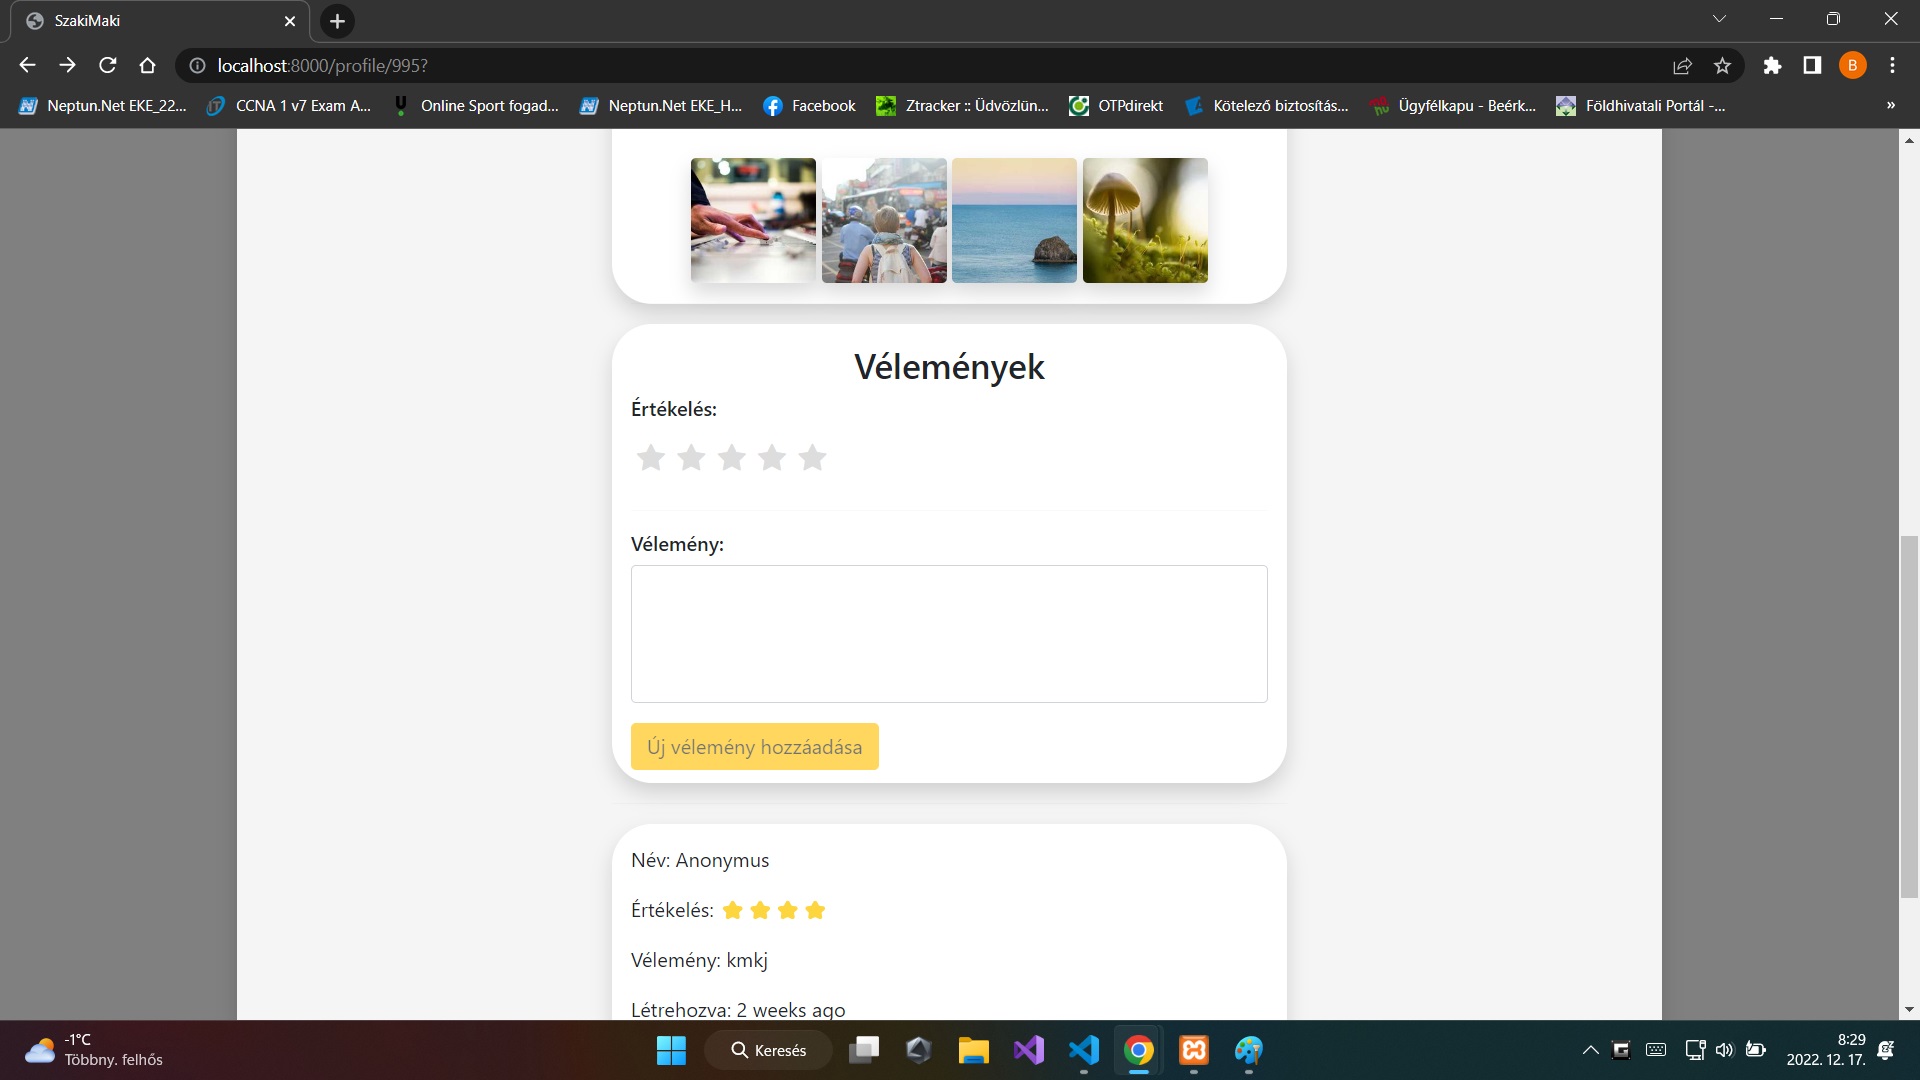 SzakiMaki
localhost:8000/profile/995?
B
Neptun.Net EKE_22...
CCNA 1 v7 Exam A...
Online Sport fogad...
Neptun.Net EKE_H...
Facebook
Ztracker :: Üdvözlün...
OTPdirekt
Kötelező biztosítás...
Ügyfélkapu - Beérk...
Földhivatali Portál -...
»
Vélemények
Értékelés:
Vélemény:
Új vélemény hozzáadása
Név: Anonymus
Értékelés:
Vélemény: kmkj
Létrehozva: 2 weeks ago
-1°C
Többny. felhős
Keresés
8:29
2022. 12. 17.